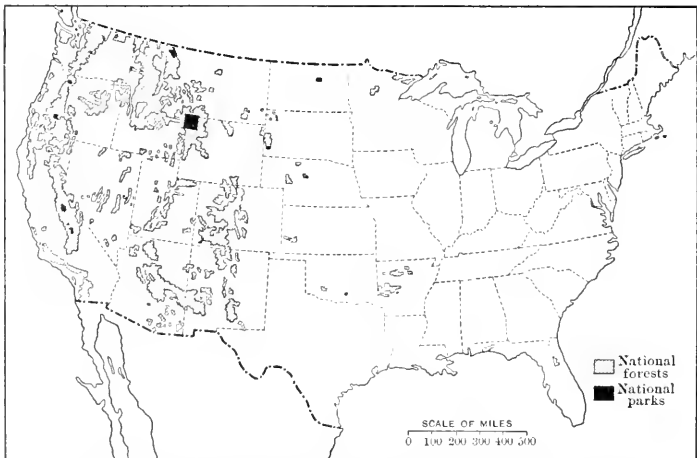 National
forests
National
parks
SCALE OF MILES
0 100 200 300 400 500